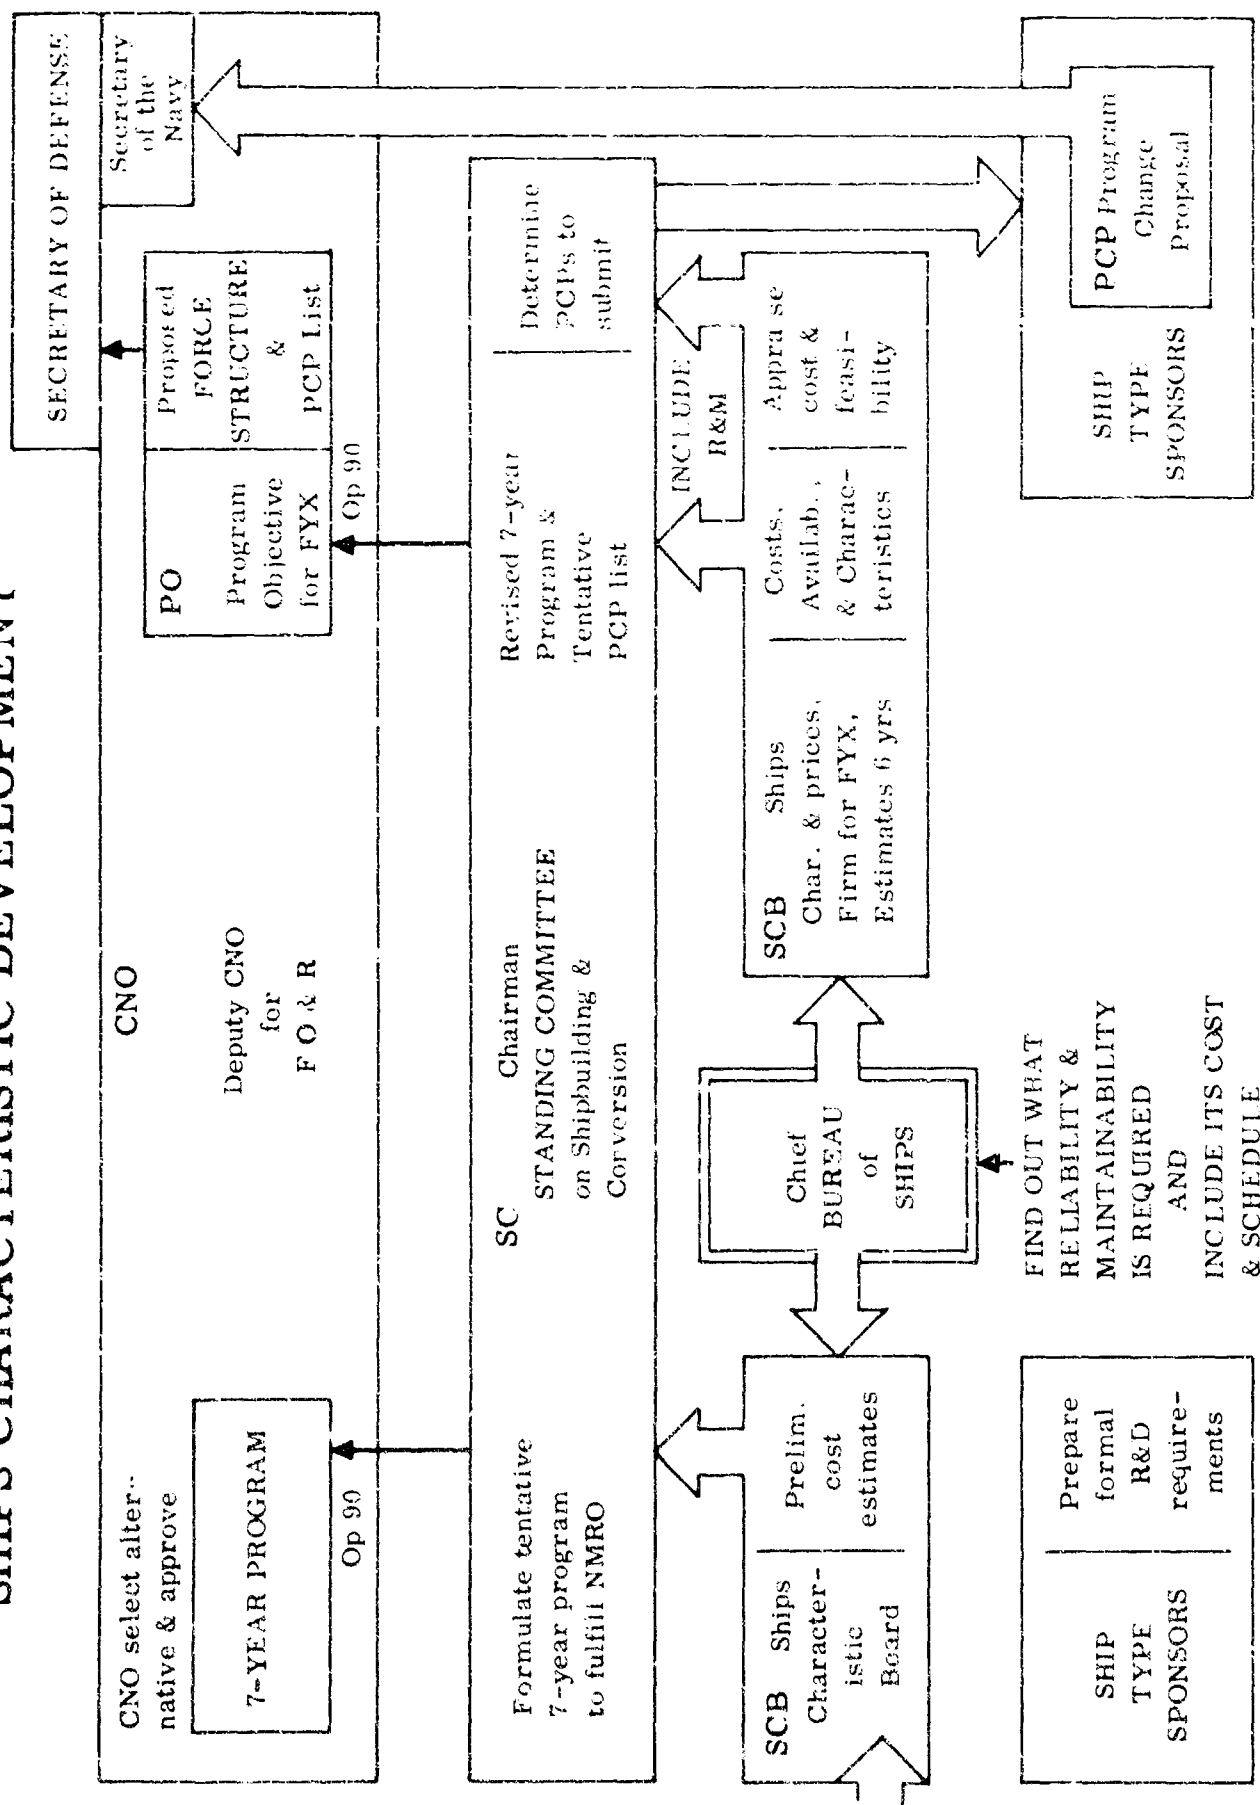 SHIPS CHARACTERISTIC DEVELOPMENT
CNO select alter-
native & approve
7-YEAR PROGRAM
Op 90
CNO
Deputy CNO
for
F O & R
PO
Program
Objective
for FYX
Op 90
Proposed
FORCE
STRUCTURE
&
PCP List
SECRETARY OF DEFENSE
Secretary
of the
Navy
Formulate tentative
7-year program
to fulfill NMRO
SC Chairman
STANDING COMMITTEE
on Shipbuilding &
Corversion
Revised 7-year
Program &
Tentative
PCP list
Determine
PCPs to
submit
INCLUDE
R&M
SCB Ships
Character-
istic
Board
Prelim.
cost
estimates
Chief
BUREAU
of
SHIPS
SCB Ships
Char. & prices,
Firm for FYX,
Estimates 6 yrs
Costs,
Availab.,
& Charac-
teristics
Appraise
cost &
feasi-
bility
SHIP
TYPE
SPONSORS
Prepare
formal
R&D
require-
ments
FIND OUT WHAT
RELIABILITY &
MAINTAINABILITY
IS REQUIRED
AND
INCLUDE ITS COST
& SCHEDULE
SHIP
TYPE
SPONSORS
PCP Program
Change
Proposal